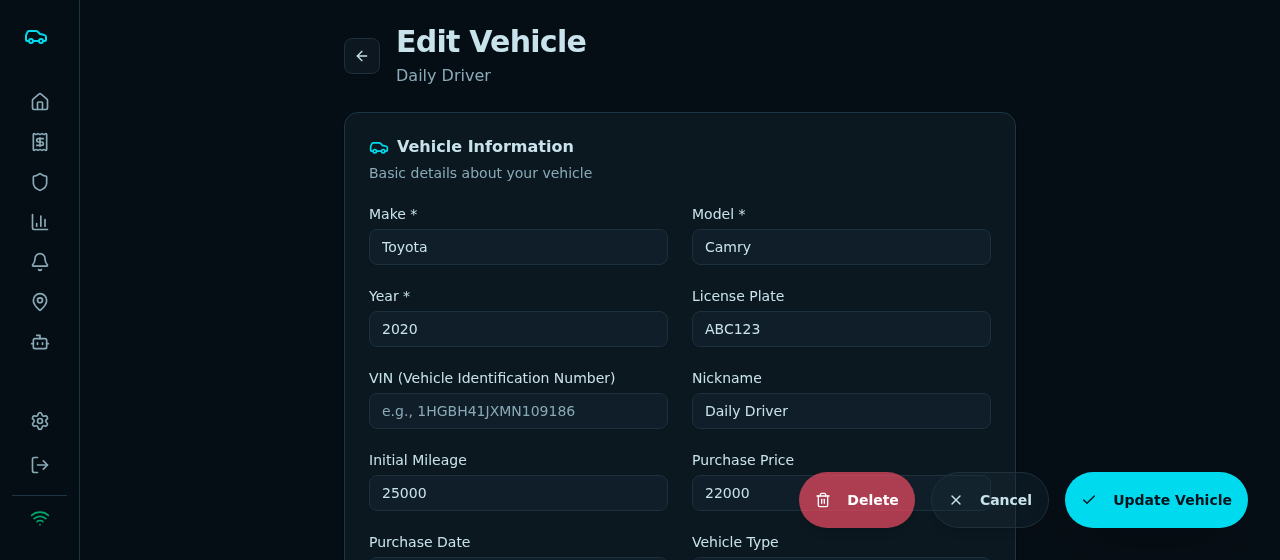 Edit Vehicle
Daily Driver
Vehicle Information
Basic details about your vehicle
Make *
Model *
Toyota
Camry
Year *
License Plate
2020
ABC123
VIN (Vehicle Identification Number)
Nickname
e.g., 1HGBH41JXMN109186
Daily Driver
Initial Mileage
Purchase Price
25000
22000
Delete
Cancel
Update Vehicle
Purchase Date
Vehicle Type